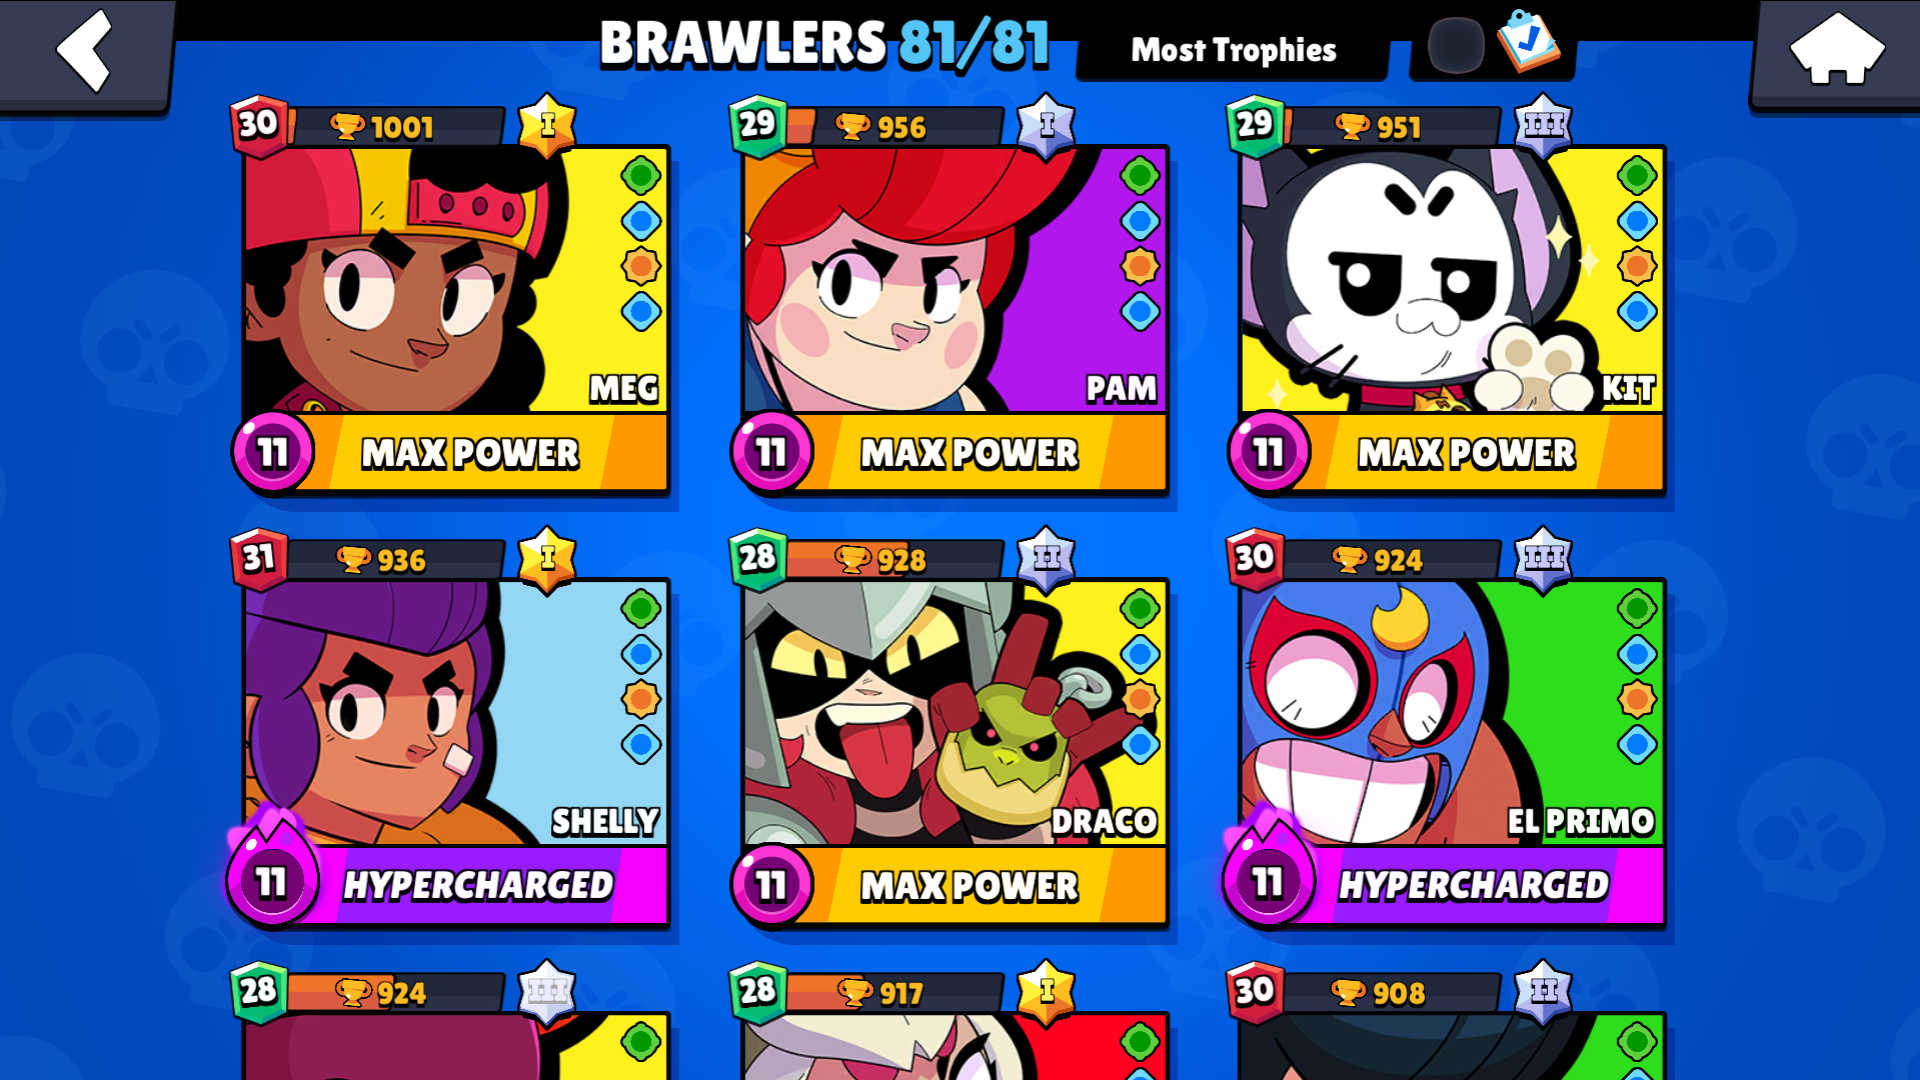 BRAWLERS 81/81
Most Trophies
30 1001 I
29 956 I
29 951 III
MEG
PAM
KIT
11 MAX POWER
11 MAX POWER
11 MAX POWER
31 936 I
28 928 II
30 924 III
SHELLY
DRACO
EL PRIMO
11 HYPERCHARGED
11 MAX POWER
11 HYPERCHARGED
28 924 III
28 917 I
30 908 II